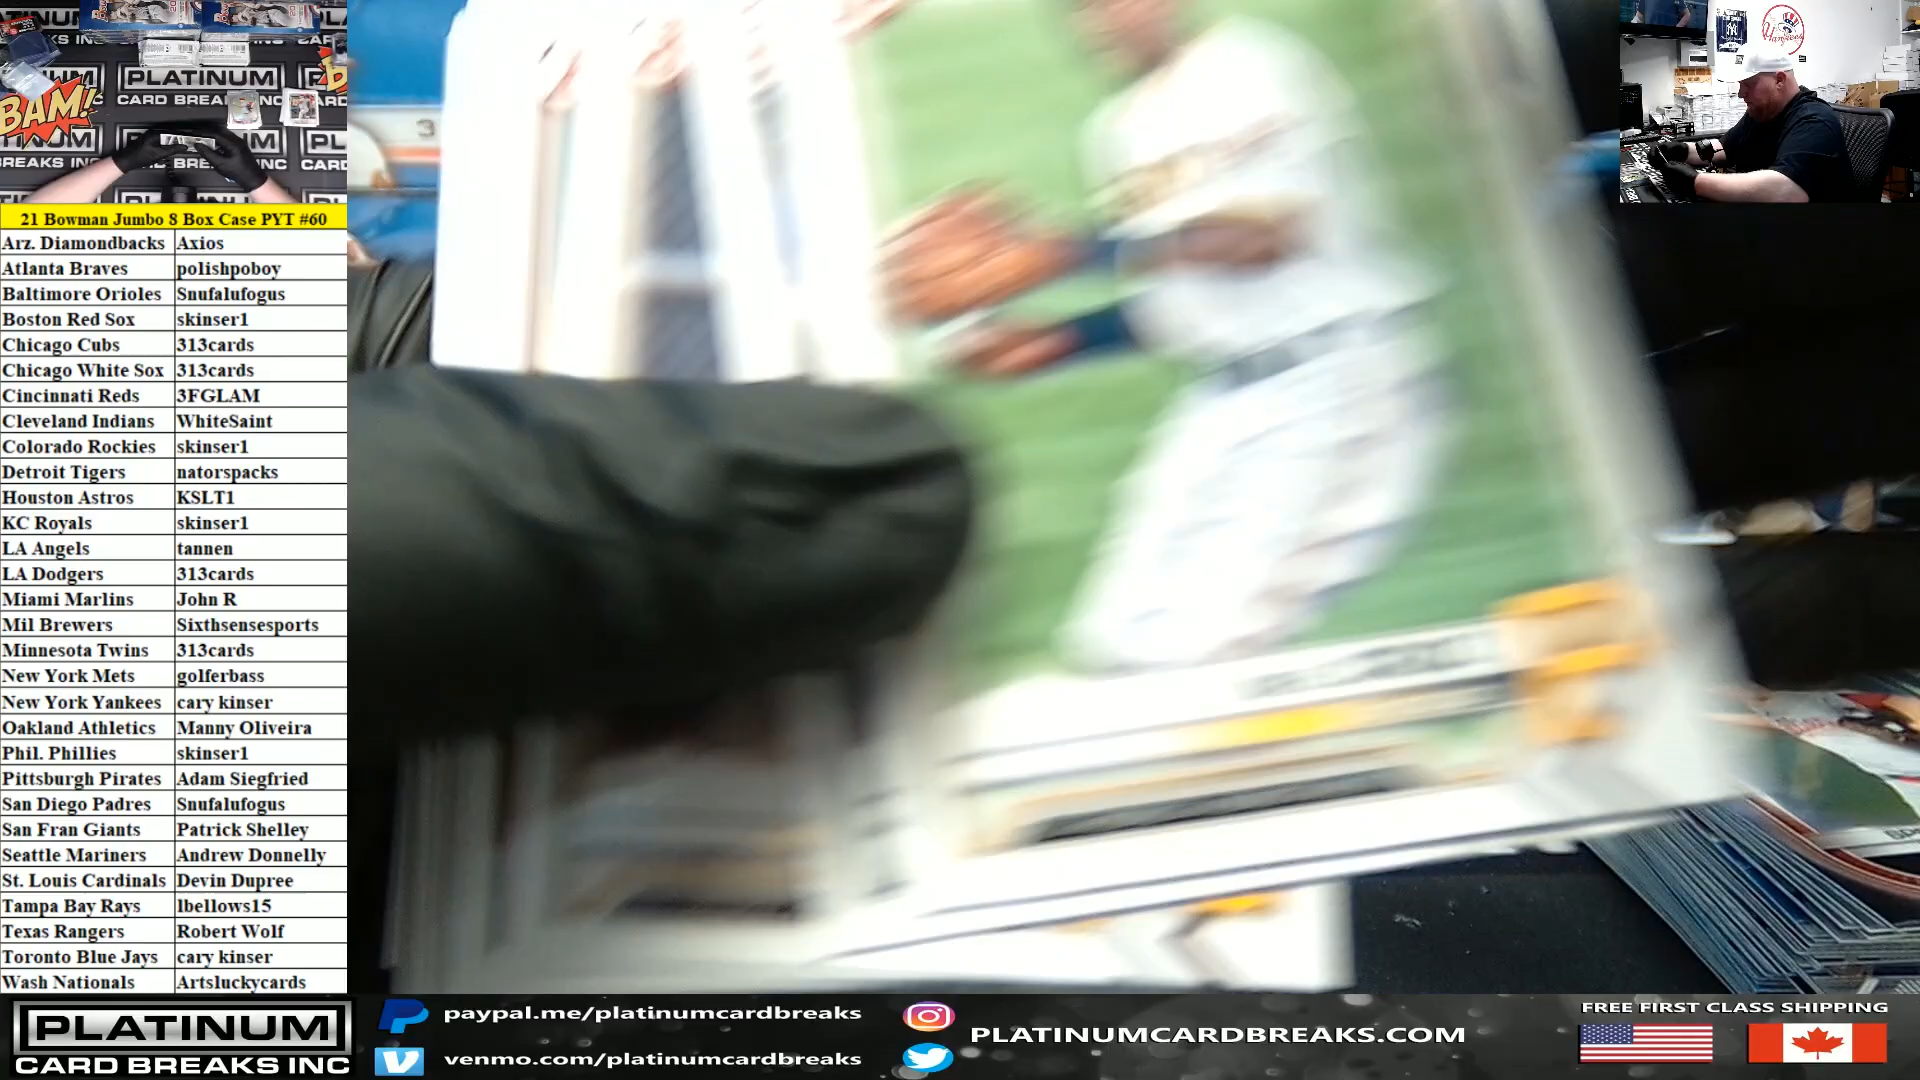 PLATINUM
CARD BREAKS INC
BAM!
Yankees
21 Bowman Jumbo 8 Box Case PYT #60
Arz. Diamondbacks Axios
Atlanta Braves polishpoboy
Baltimore Orioles Snufalufogus
Boston Red Sox skinser1
Chicago Cubs 313cards
Chicago White Sox 313cards
Cincinnati Reds 3FGLAM
Cleveland Indians WhiteSaint
Colorado Rockies skinser1
Detroit Tigers natorspacks
Houston Astros KSLT1
KC Royals skinser1
LA Angels tannen
LA Dodgers 313cards
Miami Marlins John R
Mil Brewers Sixthsensesports
Minnesota Twins 313cards
New York Mets golferbass
New York Yankees cary kinser
Oakland Athletics Manny Oliveira
Phil. Phillies skinser1
Pittsburgh Pirates Adam Siegfried
San Diego Padres Snufalufogus
San Fran Giants Patrick Shelley
Seattle Mariners Andrew Donnelly
St. Louis Cardinals Devin Dupree
Tampa Bay Rays lbellows15
Texas Rangers Robert Wolf
Toronto Blue Jays cary kinser
Wash Nationals Artsluckycards
PLATINUM
CARD BREAKS INC
paypal.me/platinumcardbreaks
venmo.com/platinumcardbreaks
PLATINUMCARDBREAKS.COM
FREE FIRST CLASS SHIPPING